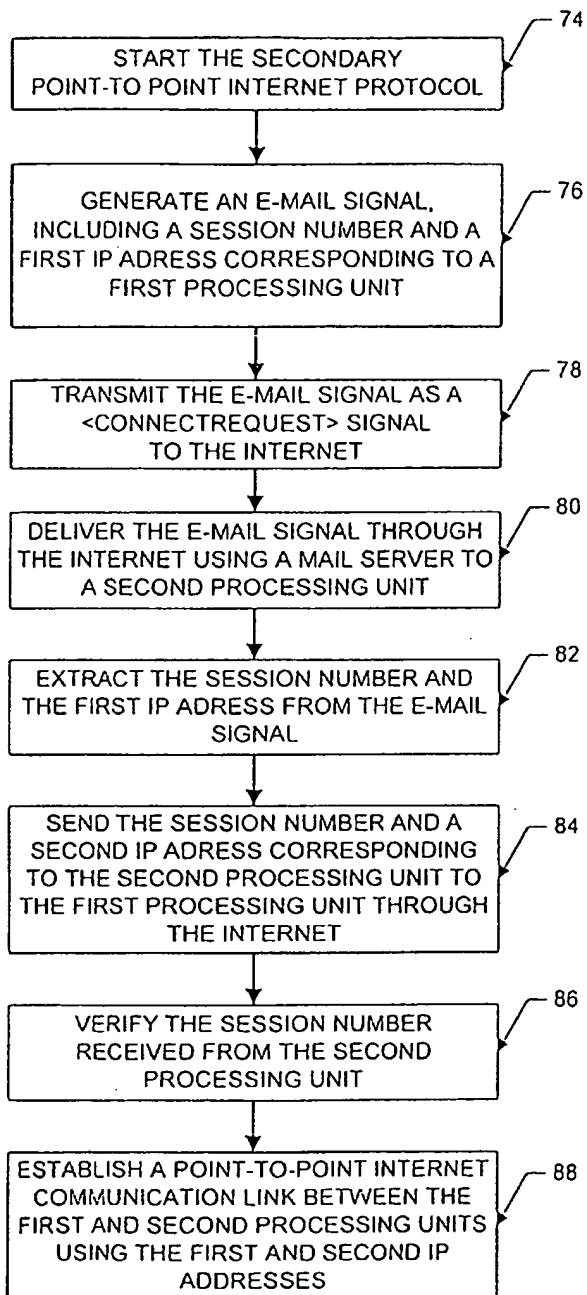 74
START THE SECONDARY
POINT-TO POINT INTERNET PROTOCOL
76
GENERATE AN E-MAIL SIGNAL,
INCLUDING A SESSION NUMBER AND A
FIRST IP ADRESS CORRESPONDING TO A
FIRST PROCESSING UNIT
78
TRANSMIT THE E-MAIL SIGNAL AS A
<CONNECTREQUEST> SIGNAL
TO THE INTERNET
80
DELIVER THE E-MAIL SIGNAL THROUGH
THE INTERNET USING A MAIL SERVER TO
A SECOND PROCESSING UNIT
82
EXTRACT THE SESSION NUMBER AND
THE FIRST IP ADRESS FROM THE E-MAIL
SIGNAL
84
SEND THE SESSION NUMBER AND A
SECOND IP ADRESS CORRESPONDING
TO THE SECOND PROCESSING UNIT TO
THE FIRST PROCESSING UNIT THROUGH
THE INTERNET
86
VERIFY THE SESSION NUMBER
RECEIVED FROM THE SECOND
PROCESSING UNIT
88
ESTABLISH A POINT-TO-POINT INTERNET
COMMUNICATION LINK BETWEEN THE
FIRST AND SECOND PROCESSING UNITS
USING THE FIRST AND SECOND IP
ADDRESSES